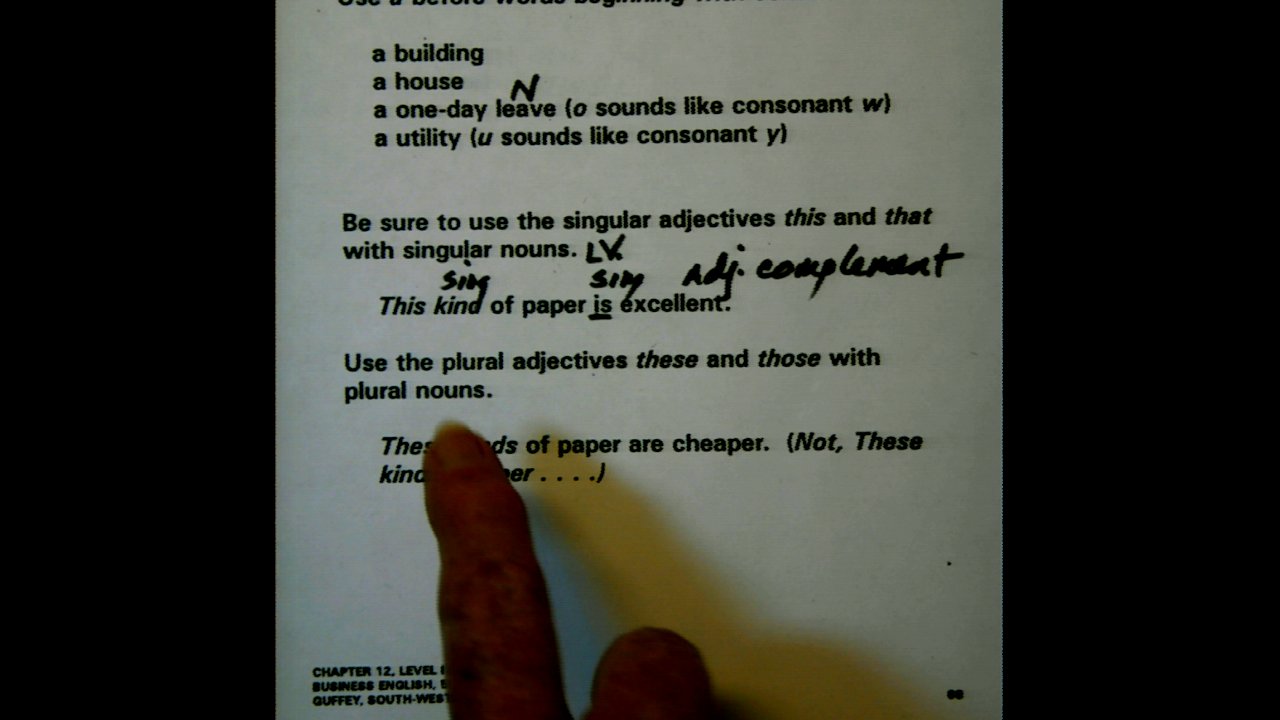 a building
a house
N
a one-day leave (o sounds like consonant w)
a utility (u sounds like consonant y)
Be sure to use the singular adjectives this and that
with singular nouns. LV.
sing sing Adj. complement
This kind of paper is excellent.
Use the plural adjectives these and those with
plural nouns.
of paper are cheaper. (Not, These
. . . .)
CHAPTER 12, LEVEL
BUSINESS ENGLISH,
GUFFEY,